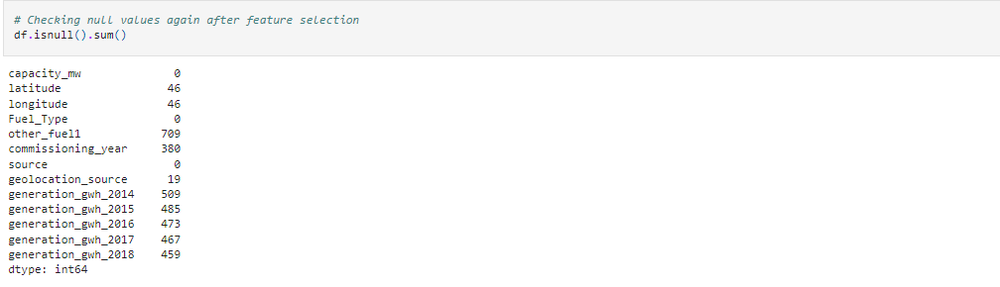 # Checking null values again after feature selection
df.isnull().sum()
capacity_mw 0
latitude 46
longitude 46
Fuel_Type 0
other_fuel1 709
commissioning_year 380
source 0
geolocation_source 19
generation_gwh_2014 509
generation_gwh_2015 485
generation_gwh_2016 473
generation_gwh_2017 467
generation_gwh_2018 459
dtype: int64